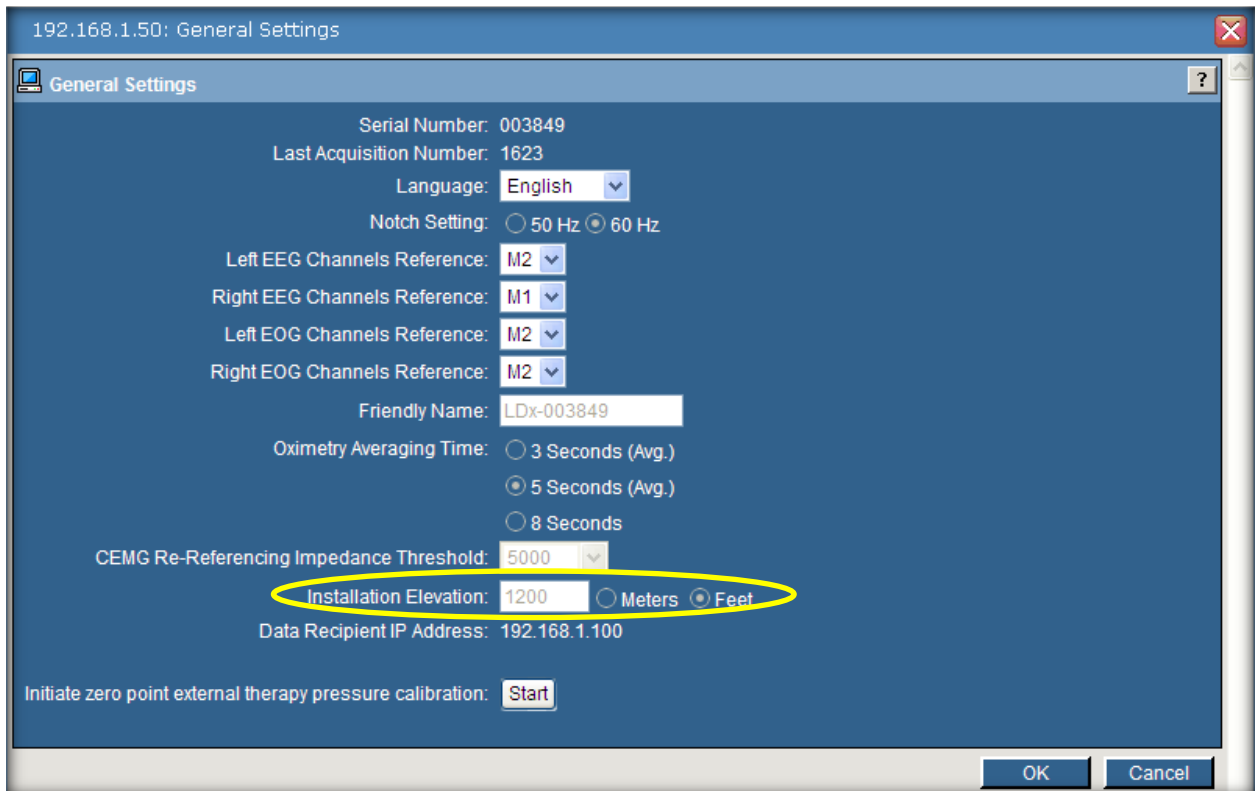 192.168.1.50: General Settings
General Settings ?
Serial Number: 003849
Last Acquisition Number: 1623
Language: English
Notch Setting: 50 Hz 60 Hz
Left EEG Channels Reference: M2
Right EEG Channels Reference: M1
Left EOG Channels Reference: M2
Right EOG Channels Reference: M2
Friendly Name: LDx-003849
Oximetry Averaging Time: 3 Seconds (Avg.)
5 Seconds (Avg.)
8 Seconds
CEMG Re-Referencing Impedance Threshold: 5000
Installation Elevation: 1200 Meters Feet
Data Recipient IP Address: 192.168.1.100
Initiate zero point external therapy pressure calibration: Start
OK Cancel